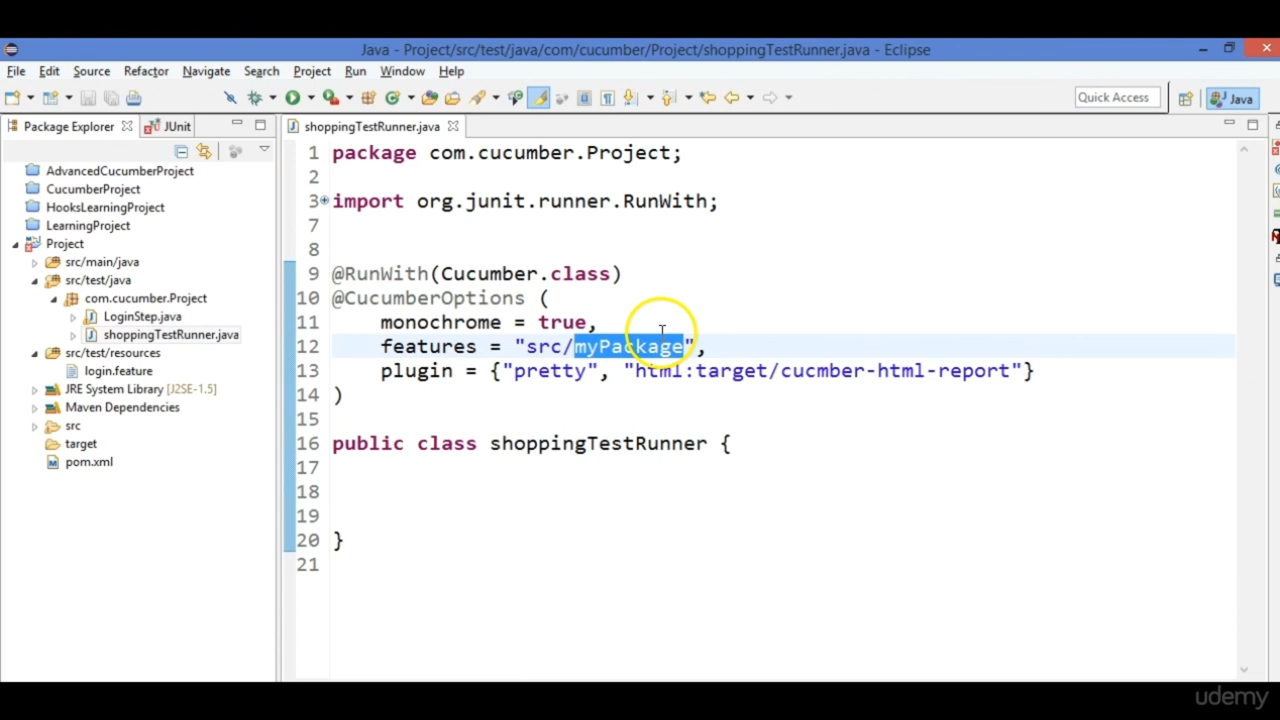 Java - Project/src/test/java/com/cucumber/Project/shoppingTestRunner.java - Eclipse
File Edit Source Refactor Navigate Search Project Run Window Help
Quick Access
Java
Package Explorer
JUnit
shoppingTestRunner.java
AdvancedCucumberProject
CucumberProject
HooksLearningProject
LearningProject
Project
src/main/java
src/test/java
com.cucumber.Project
LoginStep.java
shoppingTestRunner.java
src/test/resources
login.feature
JRE System Library [J2SE-1.5]
Maven Dependencies
src
target
pom.xml
1 package com.cucumber.Project;
2
3 import org.junit.runner.RunWith;
7
8
9 @RunWith(Cucumber.class)
10 @CucumberOptions (
11 monochrome = true,
12 features = "src/myPackage",
13 plugin = {"pretty", "html:target/cucmber-html-report"}
14 )
15
16 public class shoppingTestRunner {
17
18
19
20 }
21
udemy